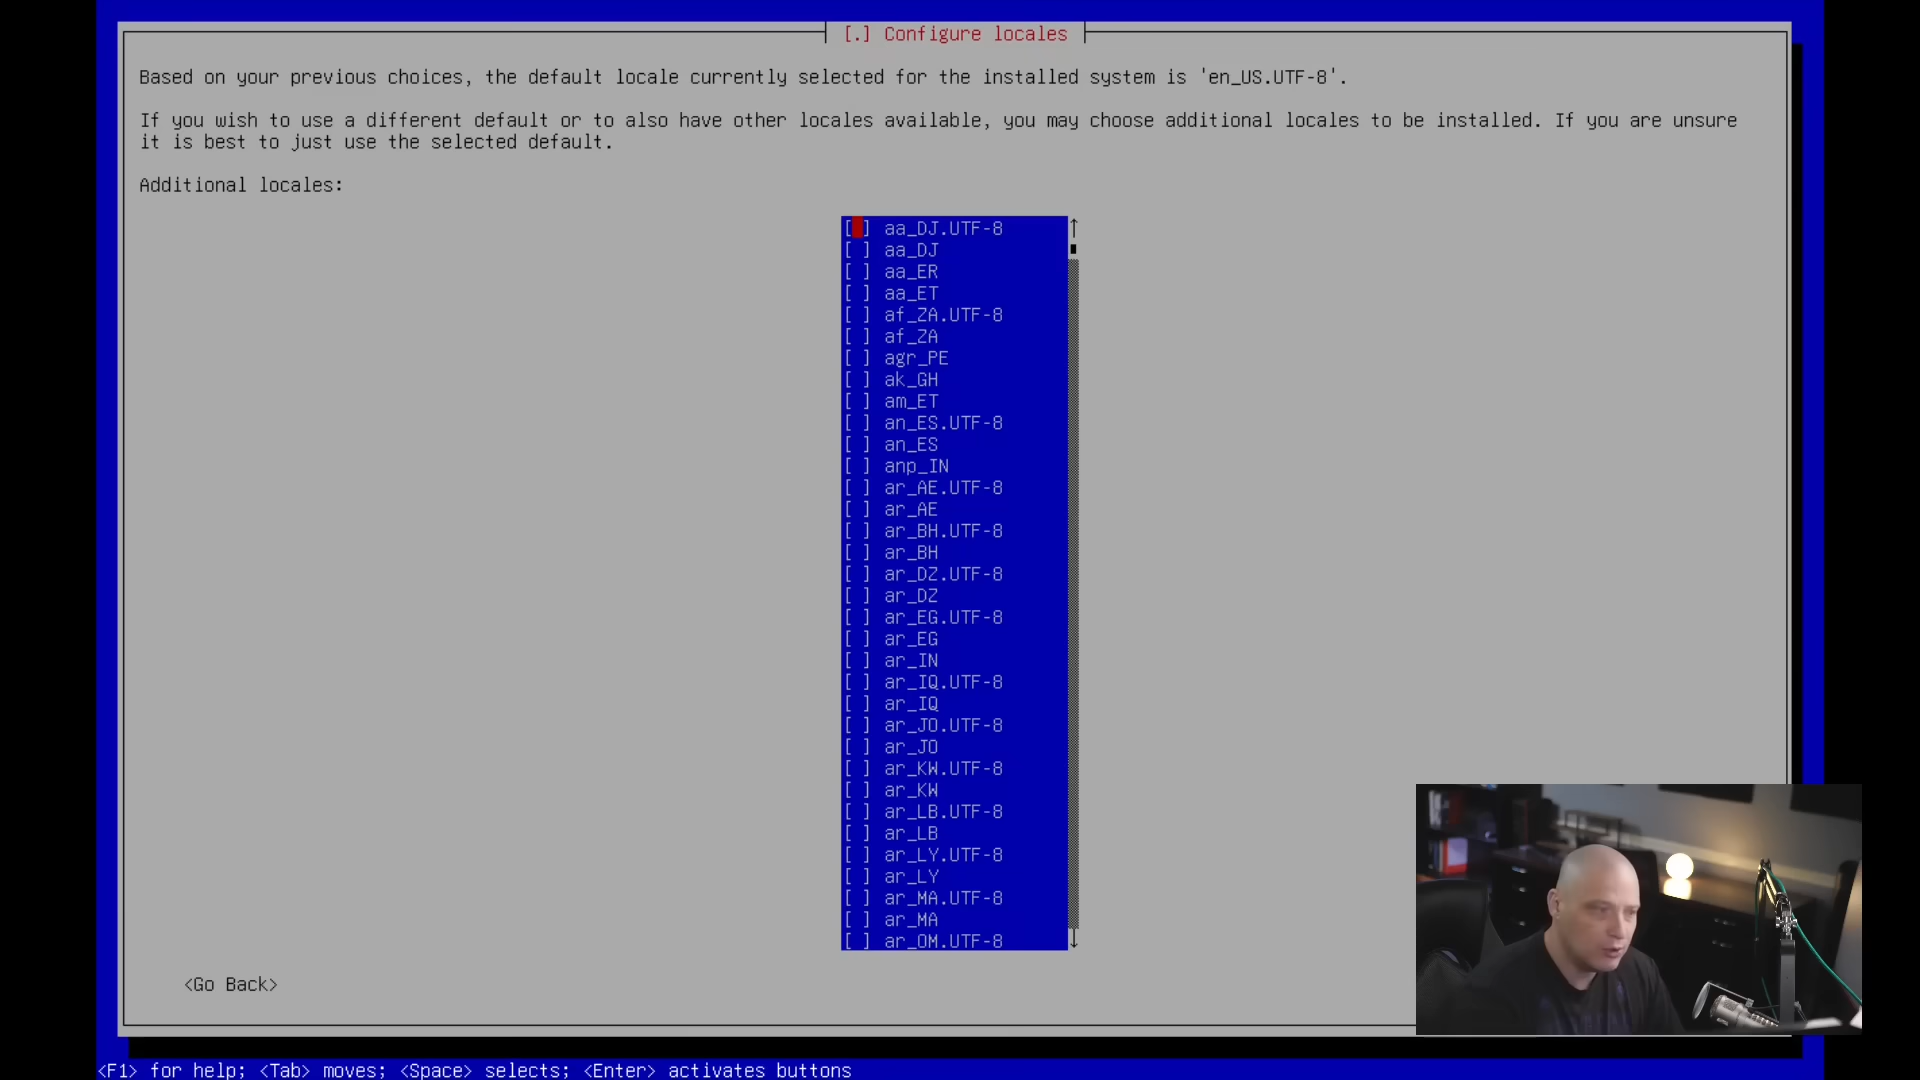 [.] Configure locales
Based on your previous choices, the default locale currently selected for the installed system is 'en_US.UTF-8'.
If you wish to use a different default or to also have other locales available, you may choose additional locales to be installed. If you are unsure
it is best to just use the selected default.
Additional locales:
[ ] aa_DJ.UTF-8
[ ] aa_DJ
[ ] aa_ER
[ ] aa_ET
[ ] af_ZA.UTF-8
[ ] af_ZA
[ ] agr_PE
[ ] ak_GH
[ ] am_ET
[ ] an_ES.UTF-8
[ ] an_ES
[ ] anp_IN
[ ] ar_AE.UTF-8
[ ] ar_AE
[ ] ar_BH.UTF-8
[ ] ar_BH
[ ] ar_DZ.UTF-8
[ ] ar_DZ
[ ] ar_EG.UTF-8
[ ] ar_EG
[ ] ar_IN
[ ] ar_IQ.UTF-8
[ ] ar_IQ
[ ] ar_JO.UTF-8
[ ] ar_JO
[ ] ar_KW.UTF-8
[ ] ar_KW
[ ] ar_LB.UTF-8
[ ] ar_LB
[ ] ar_LY.UTF-8
[ ] ar_LY
[ ] ar_MA.UTF-8
[ ] ar_MA
[ ] ar_OM.UTF-8
<Go Back>
<F1> for help; <Tab> moves; <Space> selects; <Enter> activates buttons